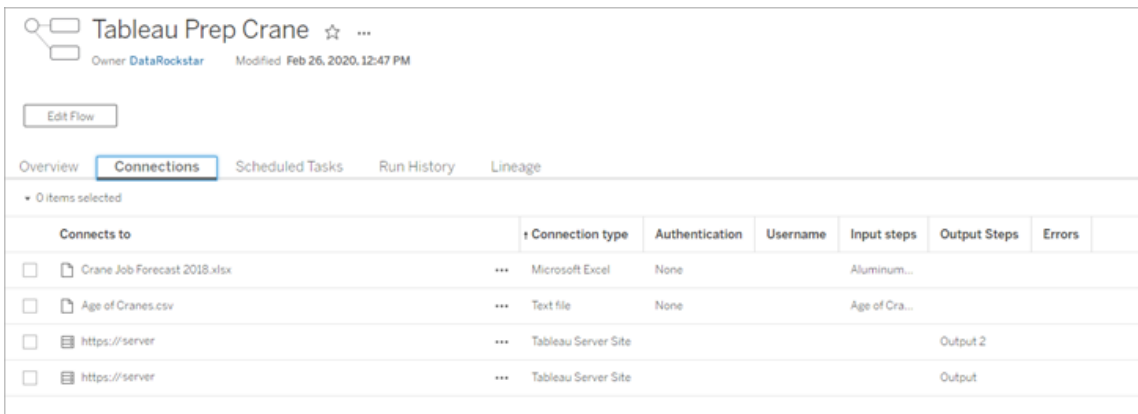 Tableau Prep Crane ☆ ...
Owner DataRockstar Modified Feb 26, 2020, 12:47 PM
Edit Flow
Overview Connections Scheduled Tasks Run History Lineage
▾ 0 items selected
Connects to ↑ Connection type Authentication Username Input steps Output Steps Errors
Crane Job Forecast 2018.xlsx ... Microsoft Excel None Aluminum...
Age of Cranes.csv ... Text file None Age of Cra...
https://server ... Tableau Server Site Output 2
https://server ... Tableau Server Site Output